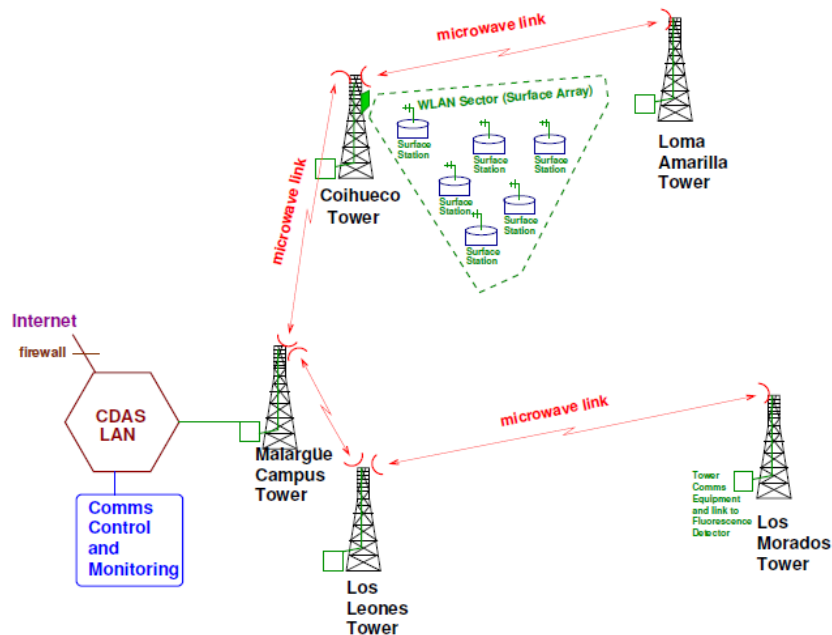 microwave link
Loma
Amarilla
Tower
WLAN Sector (Surface Array)
Surface
Station
Surface
Station
Surface
Station
Surface
Station
Surface
Station
Surface
Station
Coihueco
Tower
microwave link
Internet
firewall
CDAS
LAN
Malargüe
Campus
Tower
Comms
Control
and
Monitoring
microwave link
Los
Leones
Tower
Tower
Comms
Equipment
and link to
Fluorescence
Detector
Los
Morados
Tower